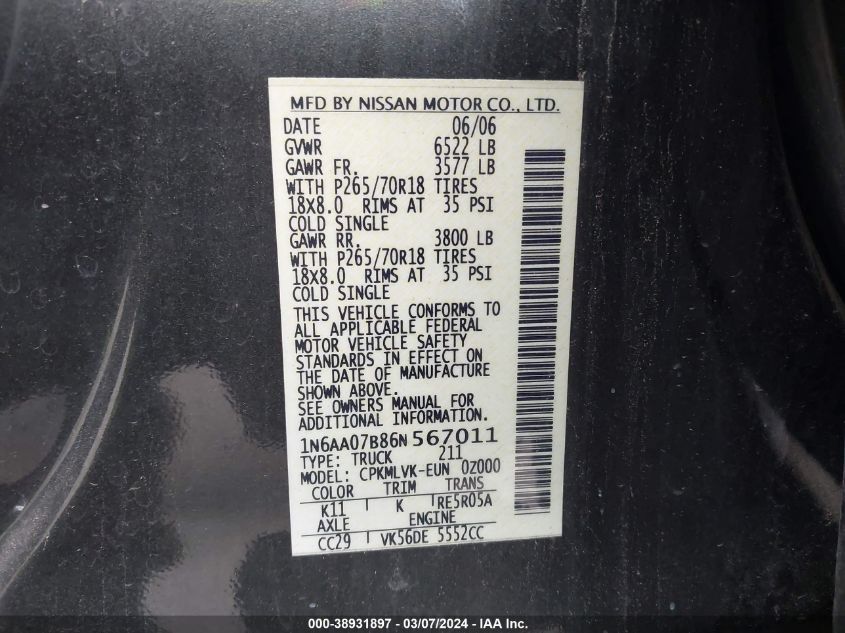 MFD BY NISSAN MOTOR CO., LTD.
DATE 06/06
GVWR 6522 LB
GAWR FR. 3577 LB
WITH P265/70R18 TIRES
18X8.0 RIMS AT 35 PSI
COLD SINGLE
GAWR RR. 3800 LB
WITH P265/70R18 TIRES
18X8.0 RIMS AT 35 PSI
COLD SINGLE
THIS VEHICLE CONFORMS TO
ALL APPLICABLE FEDERAL
MOTOR VEHICLE SAFETY
STANDARDS IN EFFECT ON
THE DATE OF MANUFACTURE
SHOWN ABOVE.
SEE OWNERS MANUAL FOR
ADDITIONAL INFORMATION.
1N6AA07B86N567011
TYPE: TRUCK 211
MODEL: CPKMLVK-EUN 0Z000
COLOR TRIM TRANS
K11 K RE5R05A
AXLE ENGINE
CC29 VK56DE 5552CC
000-38931897 - 03/07/2024 - IAA Inc.